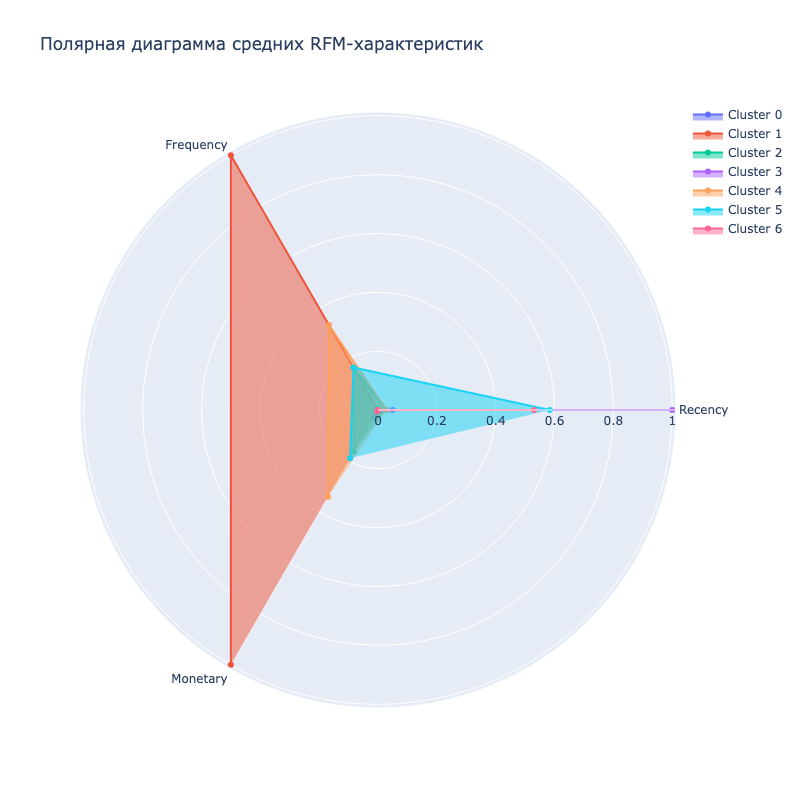 Полярная диаграмма средних RFM-характеристик
Cluster 0
Cluster 1
Cluster 2
Cluster 3
Cluster 4
Cluster 5
Cluster 6
Frequency
Recency
0 0.2 0.4 0.6 0.8 1
Monetary